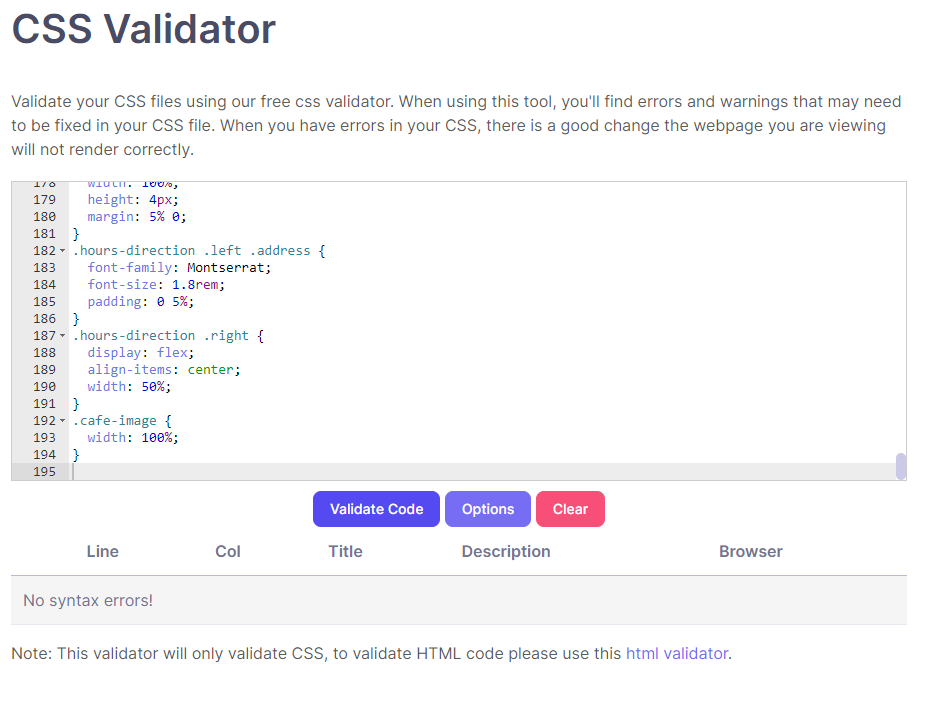 CSS Validator
Validate your CSS files using our free css validator. When using this tool, you'll find errors and warnings that may need
to be fixed in your CSS file. When you have errors in your CSS, there is a good change the webpage you are viewing
will not render correctly.
178 width: 100%;
179 height: 4px;
180 margin: 5% 0;
181 }
182 .hours-direction .left .address {
183 font-family: Montserrat;
184 font-size: 1.8rem;
185 padding: 0 5%;
186 }
187 .hours-direction .right {
188 display: flex;
189 align-items: center;
190 width: 50%;
191 }
192 .cafe-image {
193 width: 100%;
194 }
195
Validate Code Options Clear
Line Col Title Description Browser
No syntax errors!
Note: This validator will only validate CSS, to validate HTML code please use this html validator.